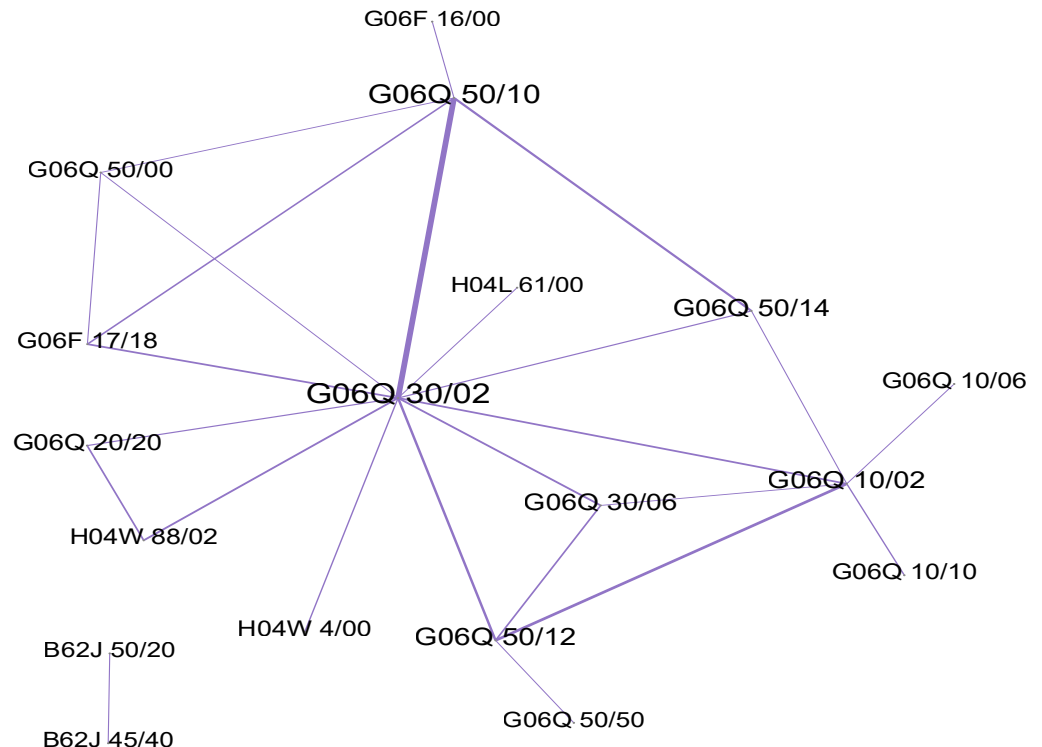 G06F 16/00
G06Q 50/10
G06Q 50/00
H04L 61/00
G06Q 50/14
G06F 17/18
G06Q 10/06
G06Q 30/02
G06Q 20/20
G06Q 10/02
G06Q 30/06
H04W 88/02
G06Q 10/10
H04W 4/00
G06Q 50/12
B62J 50/20
G06Q 50/50
B62J 45/40